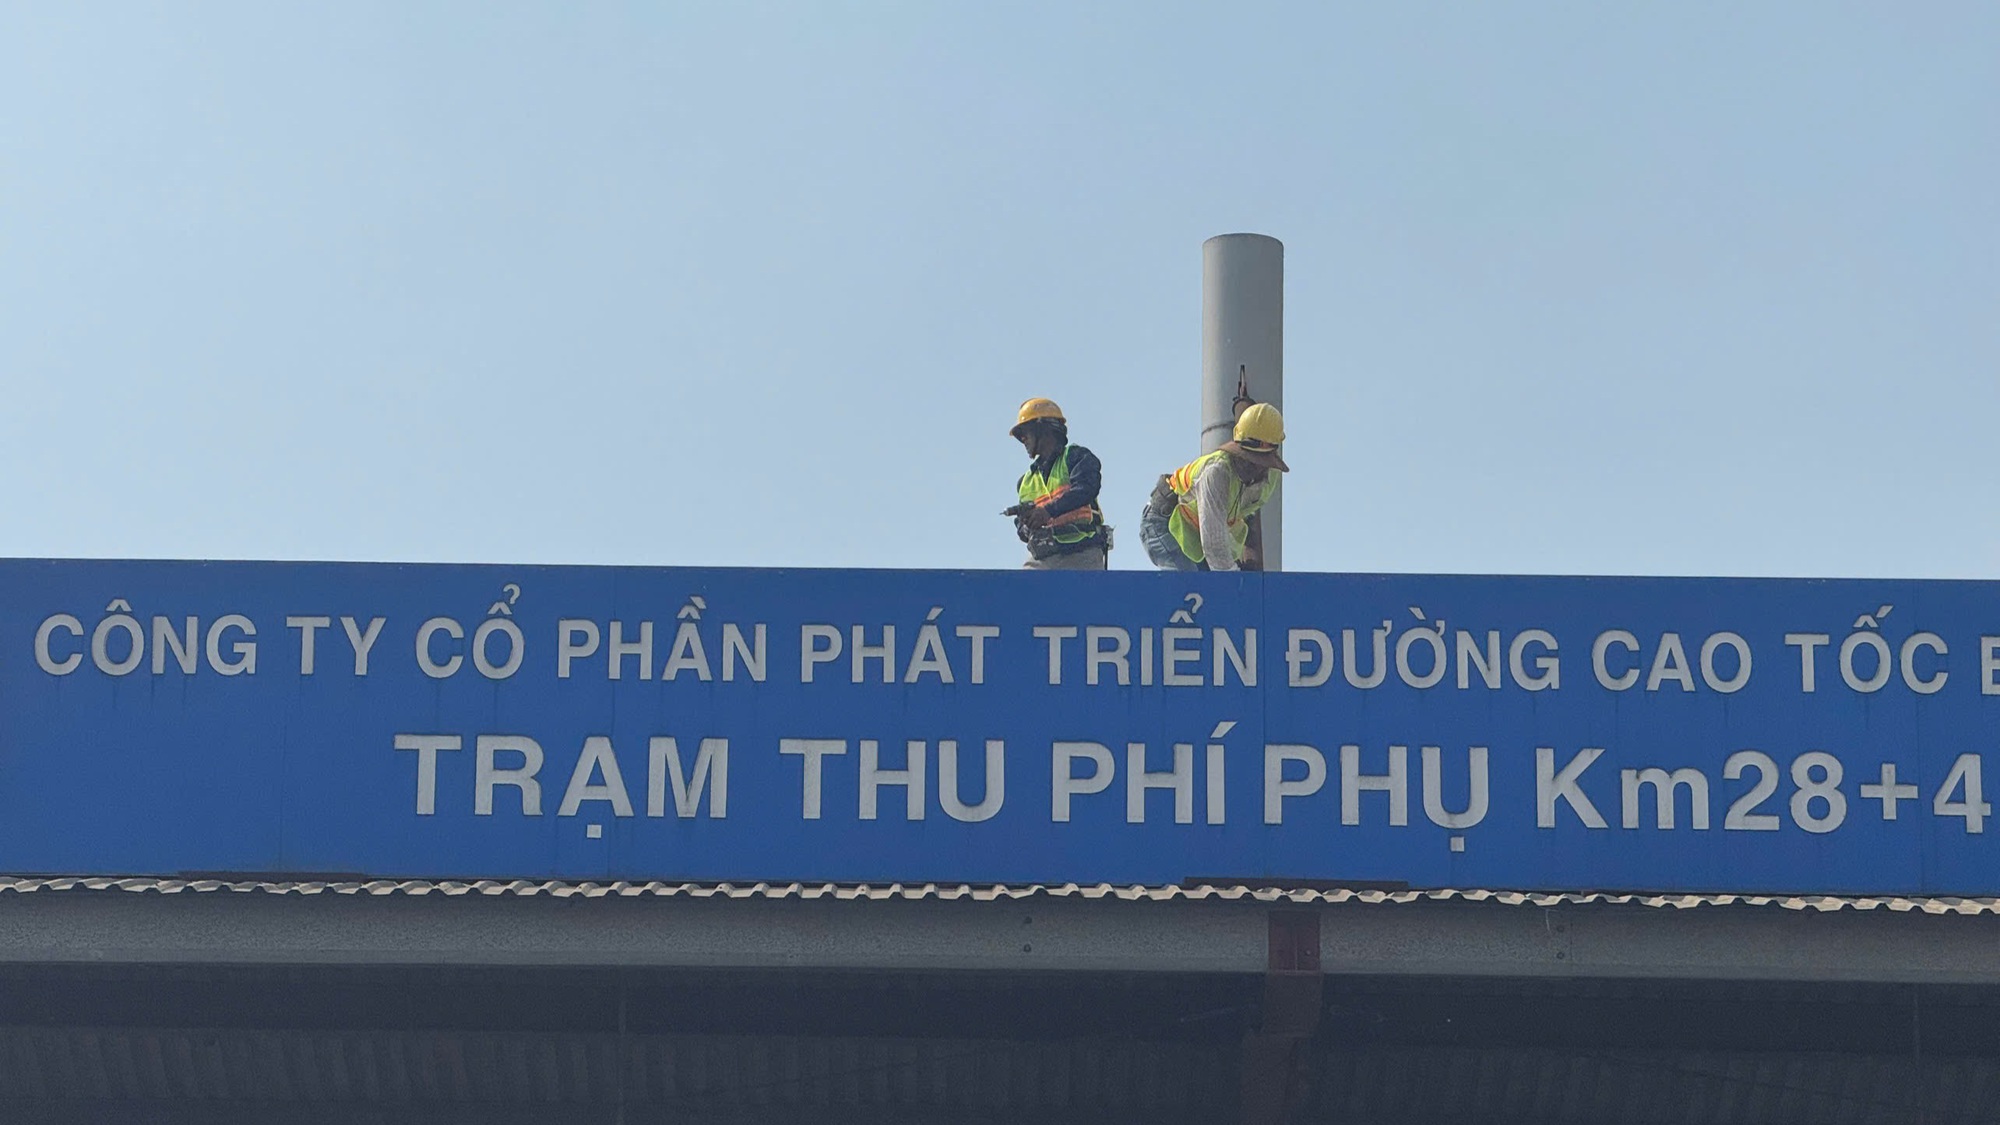 CÔNG TY CỔ PHẦN PHÁT TRIỂN ĐƯỜNG CAO TỐC
TRẠM THU PHÍ PHỤ Km28+4